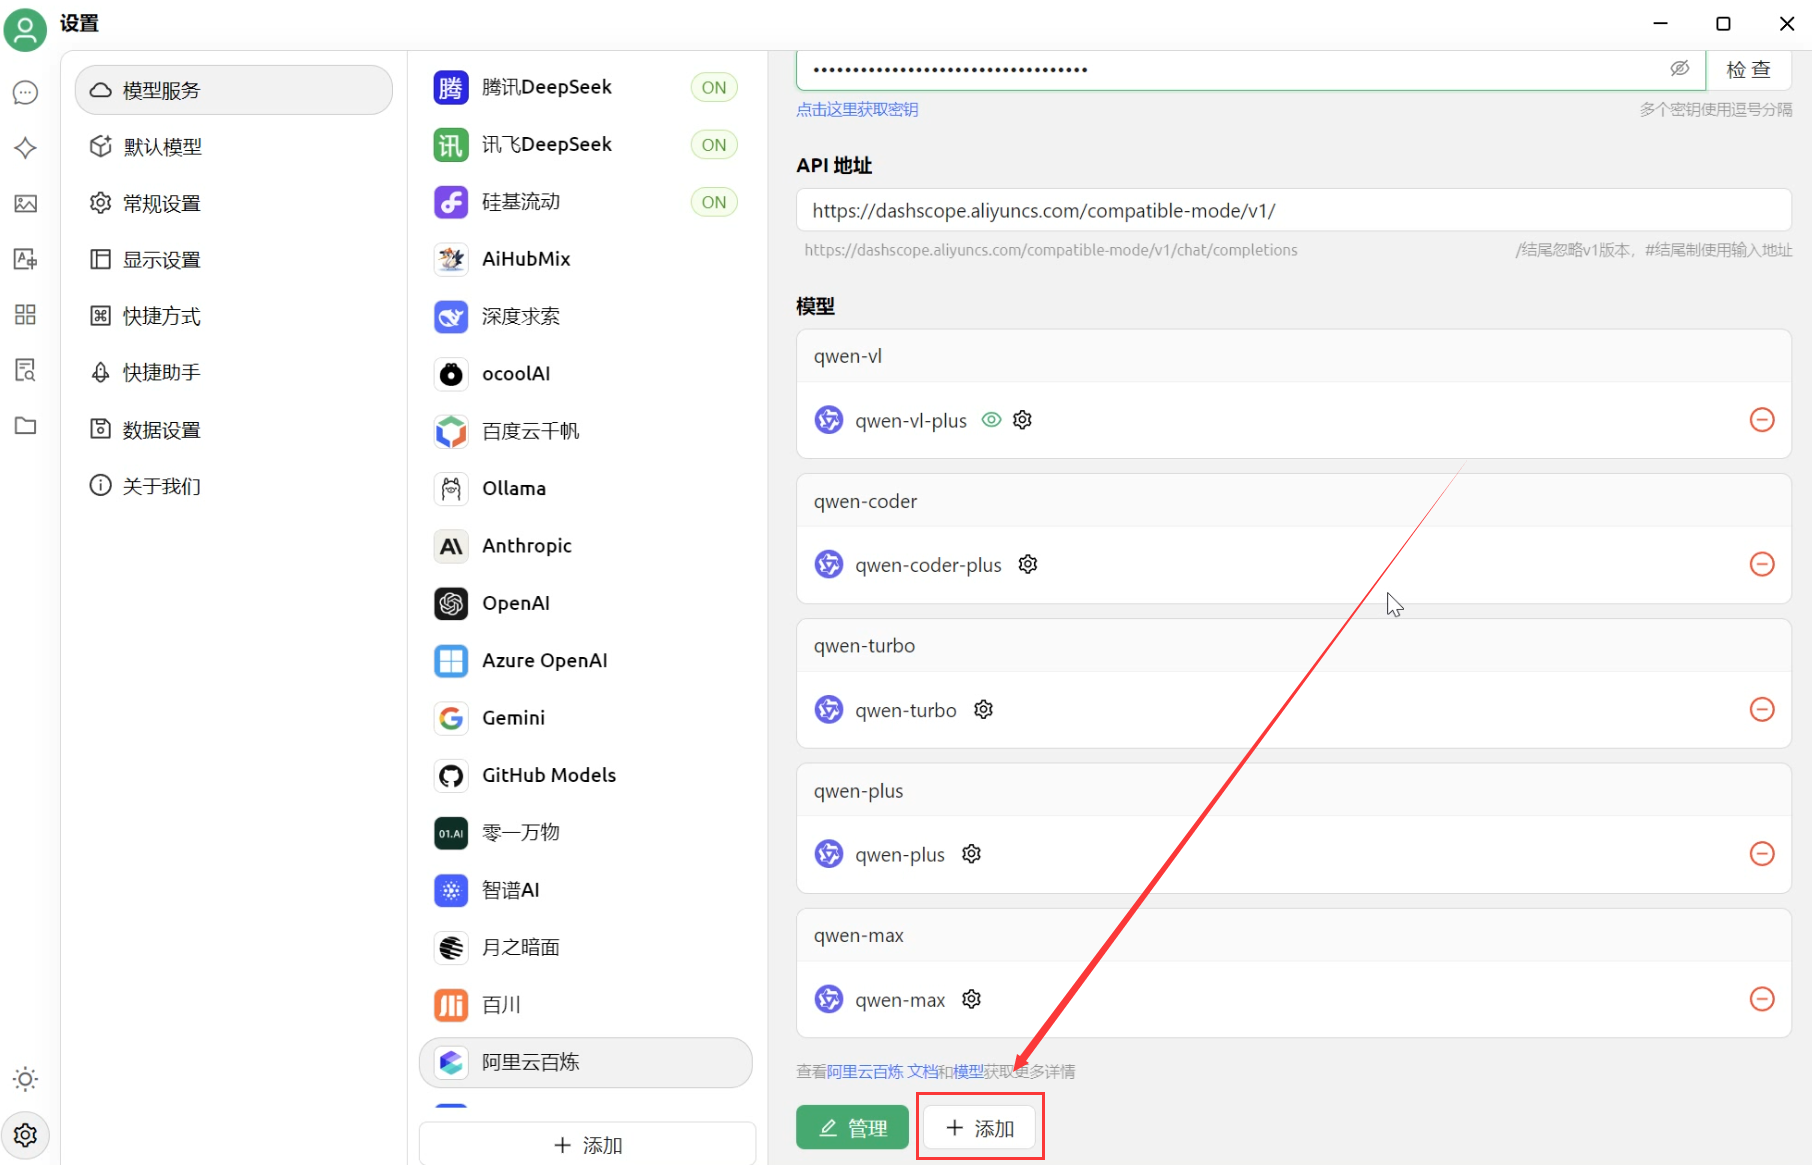 设置
模型服务
默认模型
常规设置
显示设置
快捷方式
快捷助手
数据设置
关于我们
腾 腾讯DeepSeek ON
讯 讯飞DeepSeek ON
硅基流动 ON
AiHubMix
深度求索
ocoolAI
百度云千帆
Ollama
Anthropic
OpenAI
Azure OpenAI
Gemini
GitHub Models
01.AI 零一万物
智谱AI
月之暗面
百川
阿里云百炼
+ 添加
检 查
点击这里获取密钥
多个密钥使用逗号分隔
API 地址
https://dashscope.aliyuncs.com/compatible-mode/v1/
https://dashscope.aliyuncs.com/compatible-mode/v1/chat/completions
/结尾忽略v1版本，#结尾制使用输入地址
模型
qwen-vl
qwen-vl-plus
qwen-coder
qwen-coder-plus
qwen-turbo
qwen-turbo
qwen-plus
qwen-plus
qwen-max
qwen-max
查看阿里云百炼 文档和模型获取更多详情
管理
+ 添加